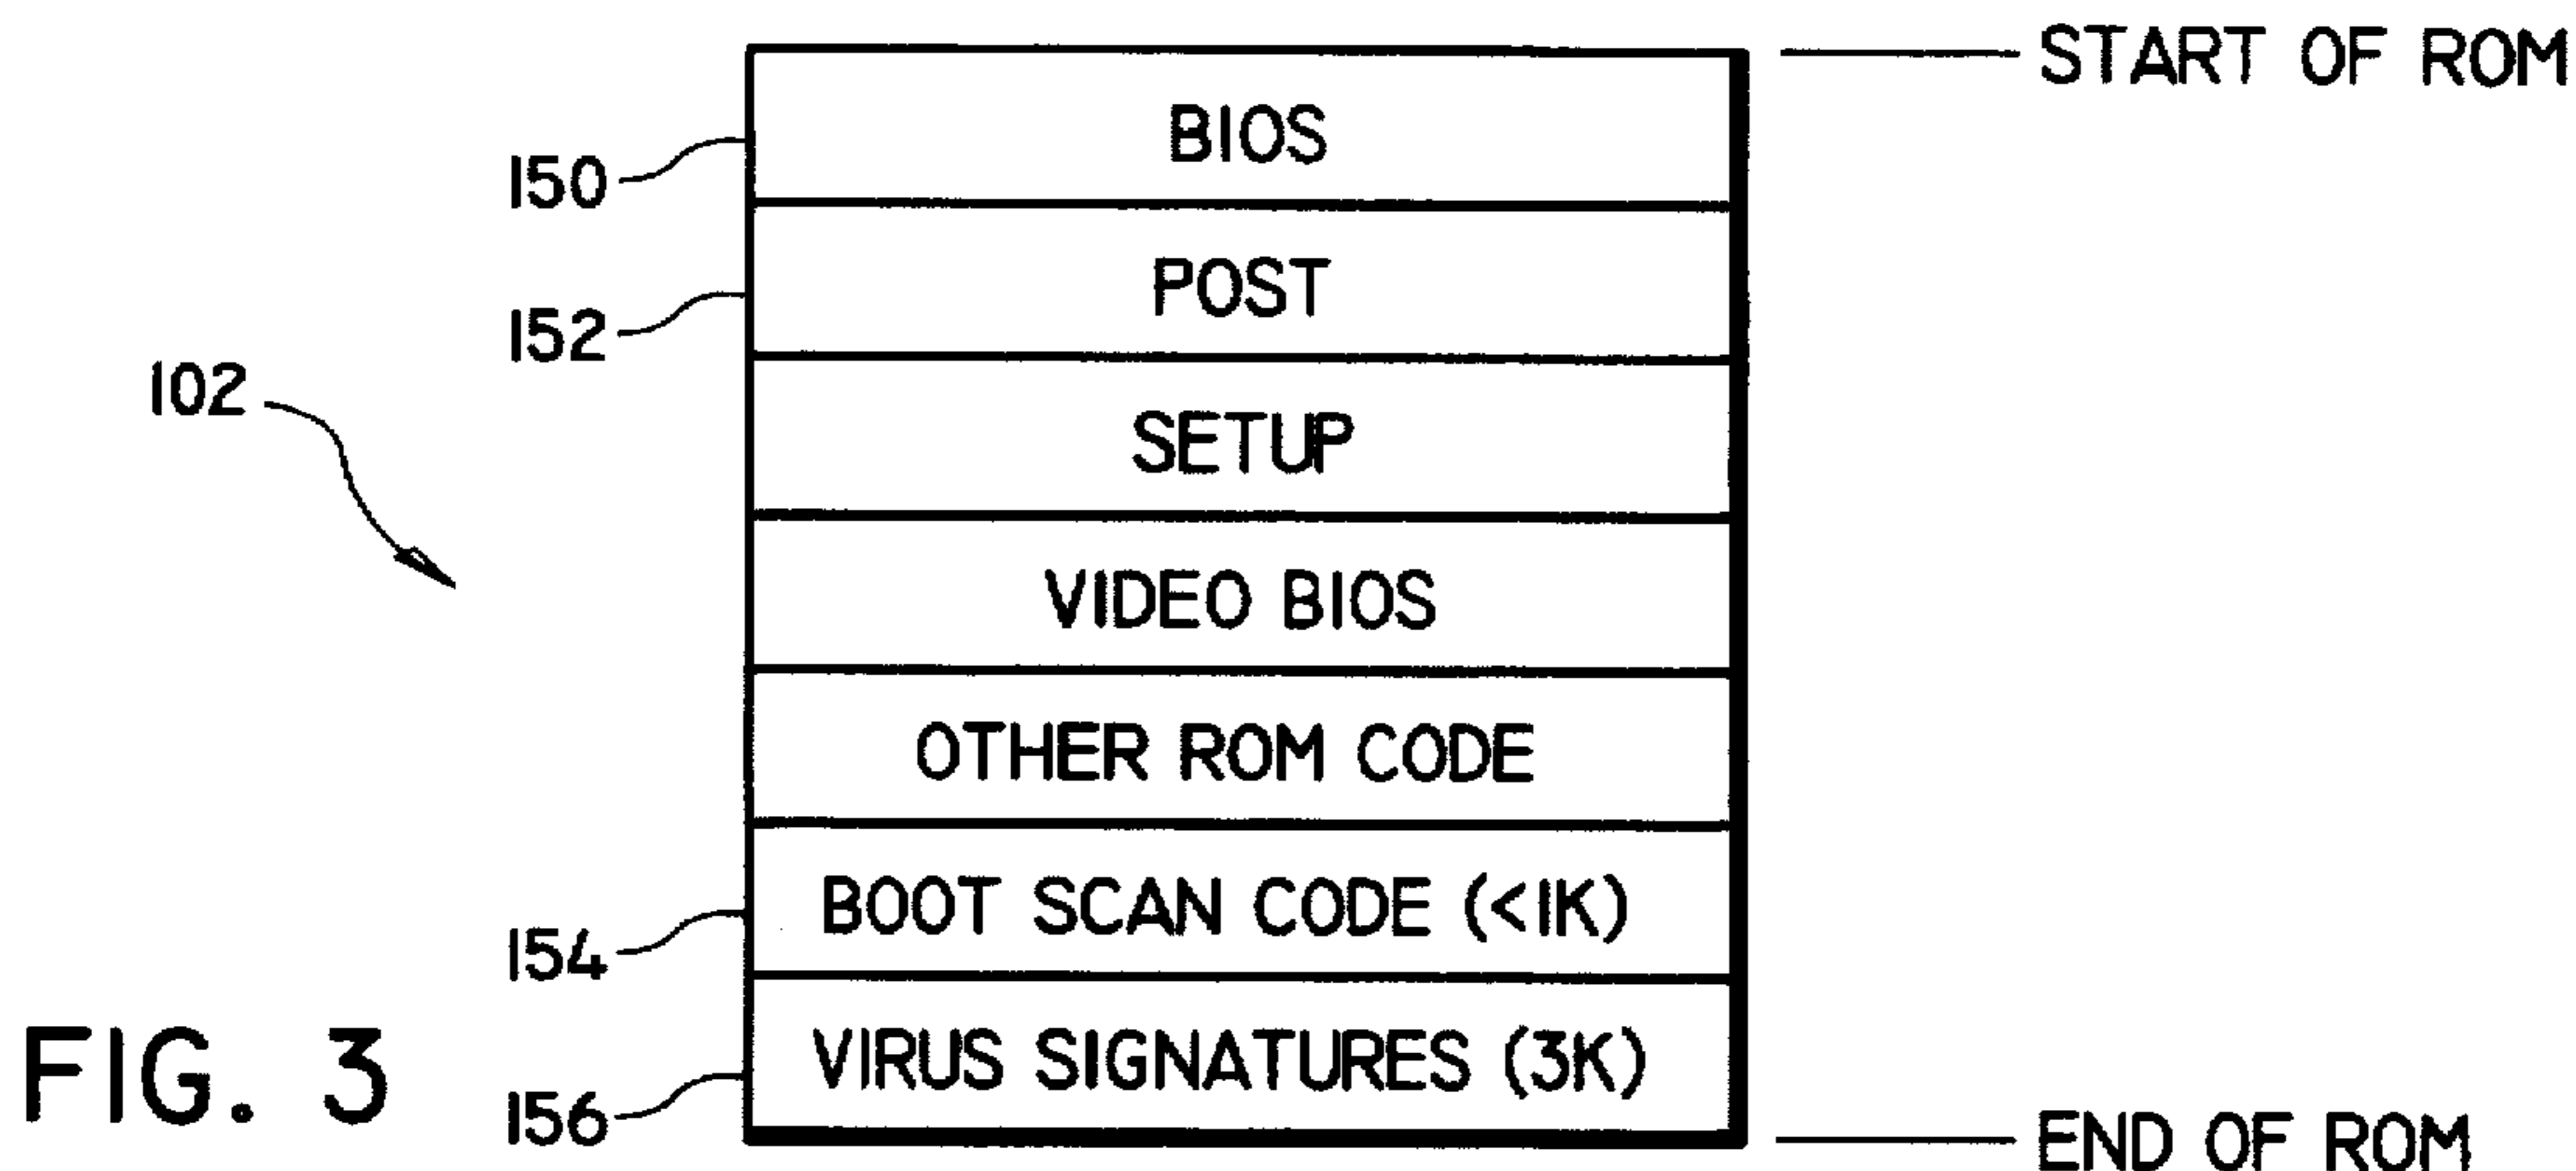 START OF ROM
BIOS
150
POST
152
102
SETUP
VIDEO BIOS
OTHER ROM CODE
BOOT SCAN CODE (<1K)
154
VIRUS SIGNATURES (3K)
156
FIG. 3
END OF ROM